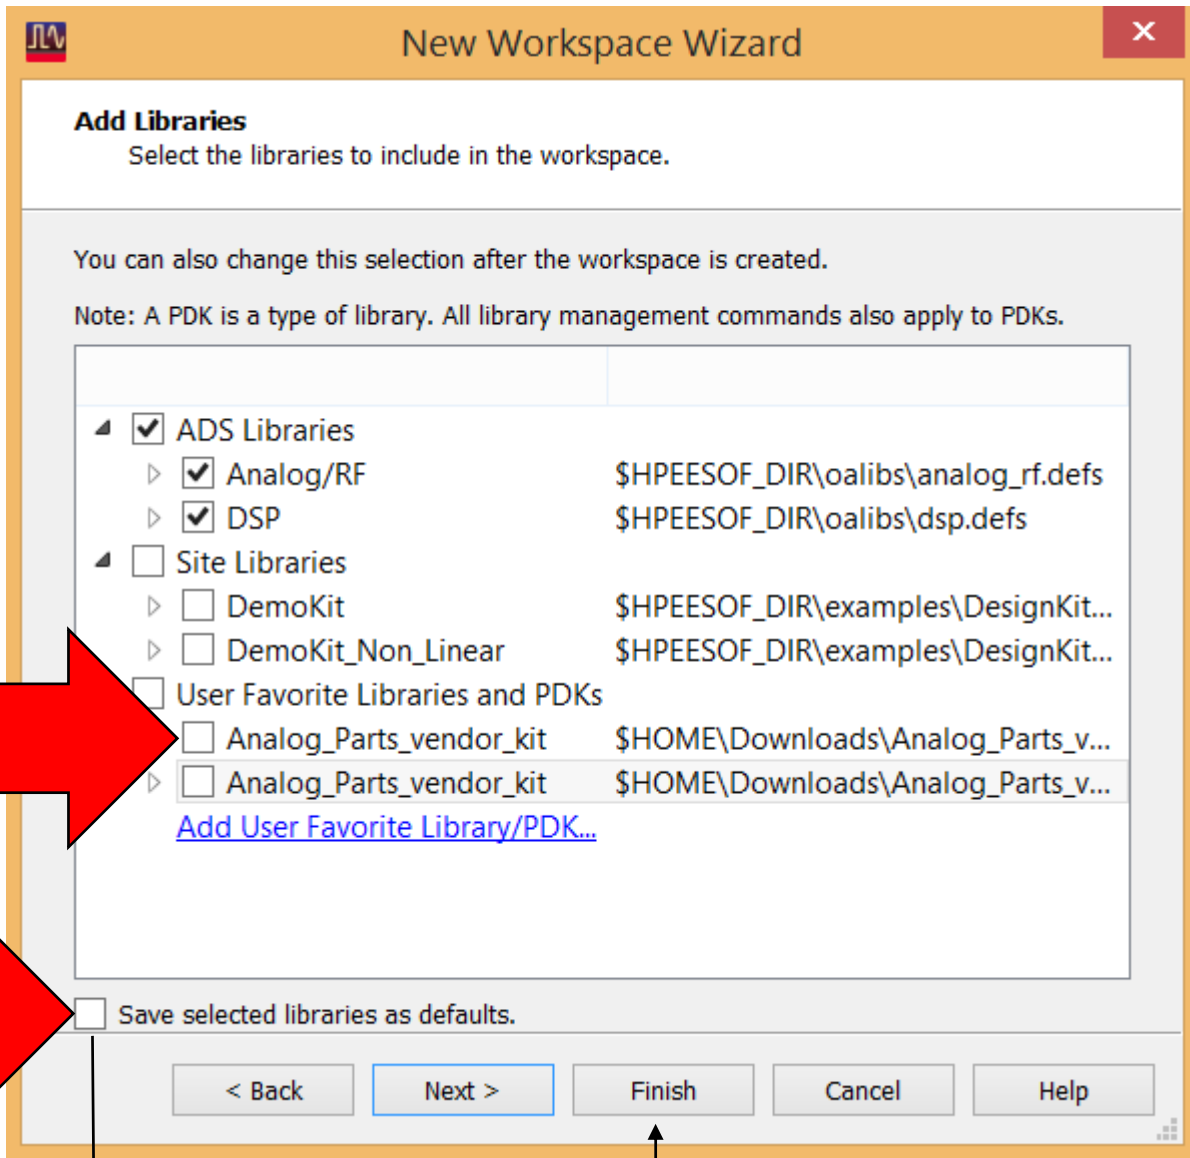 New Workspace Wizard
Add Libraries
Select the libraries to include in the workspace.
You can also change this selection after the workspace is created.
Note: A PDK is a type of library. All library management commands also apply to PDKs.
ADS Libraries
Analog/RF $HPEESOF_DIR\oalibs\analog_rf.defs
DSP $HPEESOF_DIR\oalibs\dsp.defs
Site Libraries
DemoKit $HPEESOF_DIR\examples\DesignKit...
DemoKit_Non_Linear $HPEESOF_DIR\examples\DesignKit...
User Favorite Libraries and PDKs
Analog_Parts_vendor_kit $HOME\Downloads\Analog_Parts_v...
Analog_Parts_vendor_kit $HOME\Downloads\Analog_Parts_v...
Add User Favorite Library/PDK...
Save selected libraries as defaults.
< Back Next > Finish Cancel Help